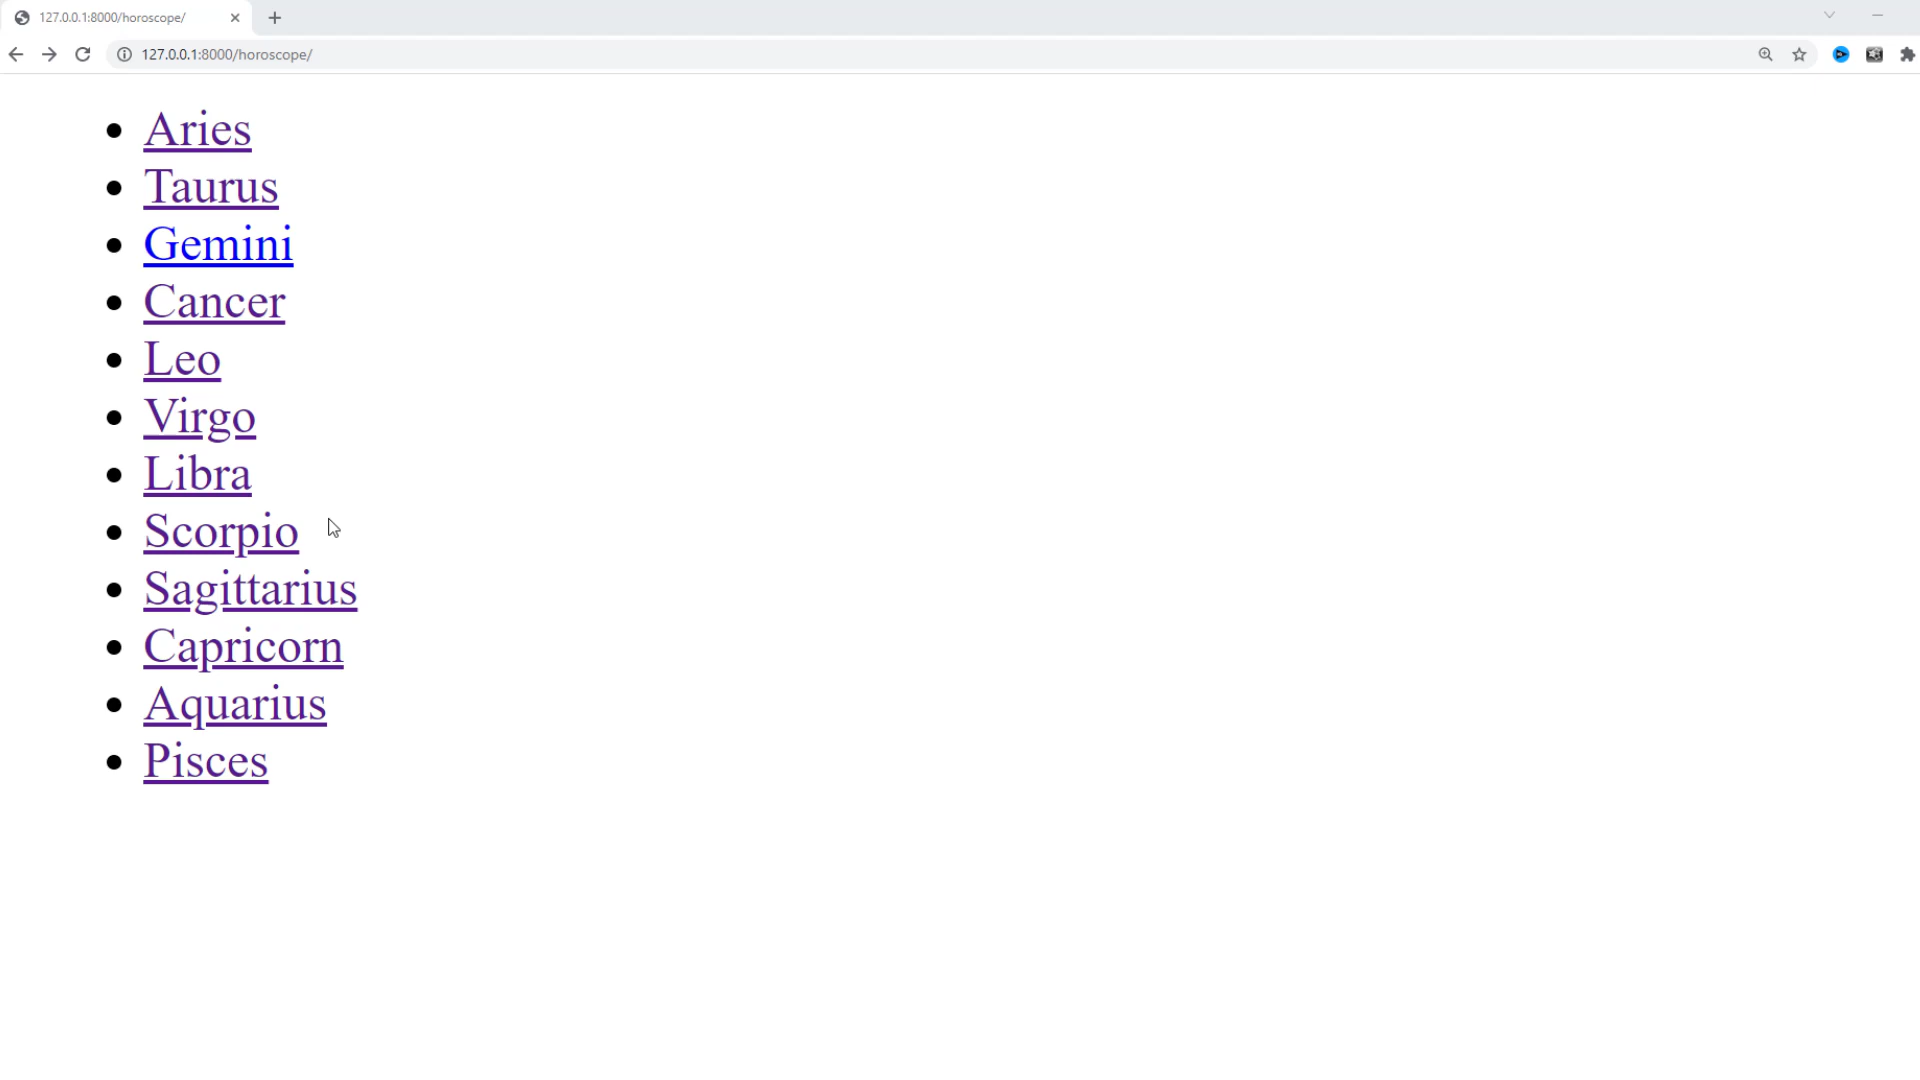 127.0.0.1:8000/horoscope/
127.0.0.1:8000/horoscope/
Aries
Taurus
Gemini
Cancer
Leo
Virgo
Libra
Scorpio
Sagittarius
Capricorn
Aquarius
Pisces